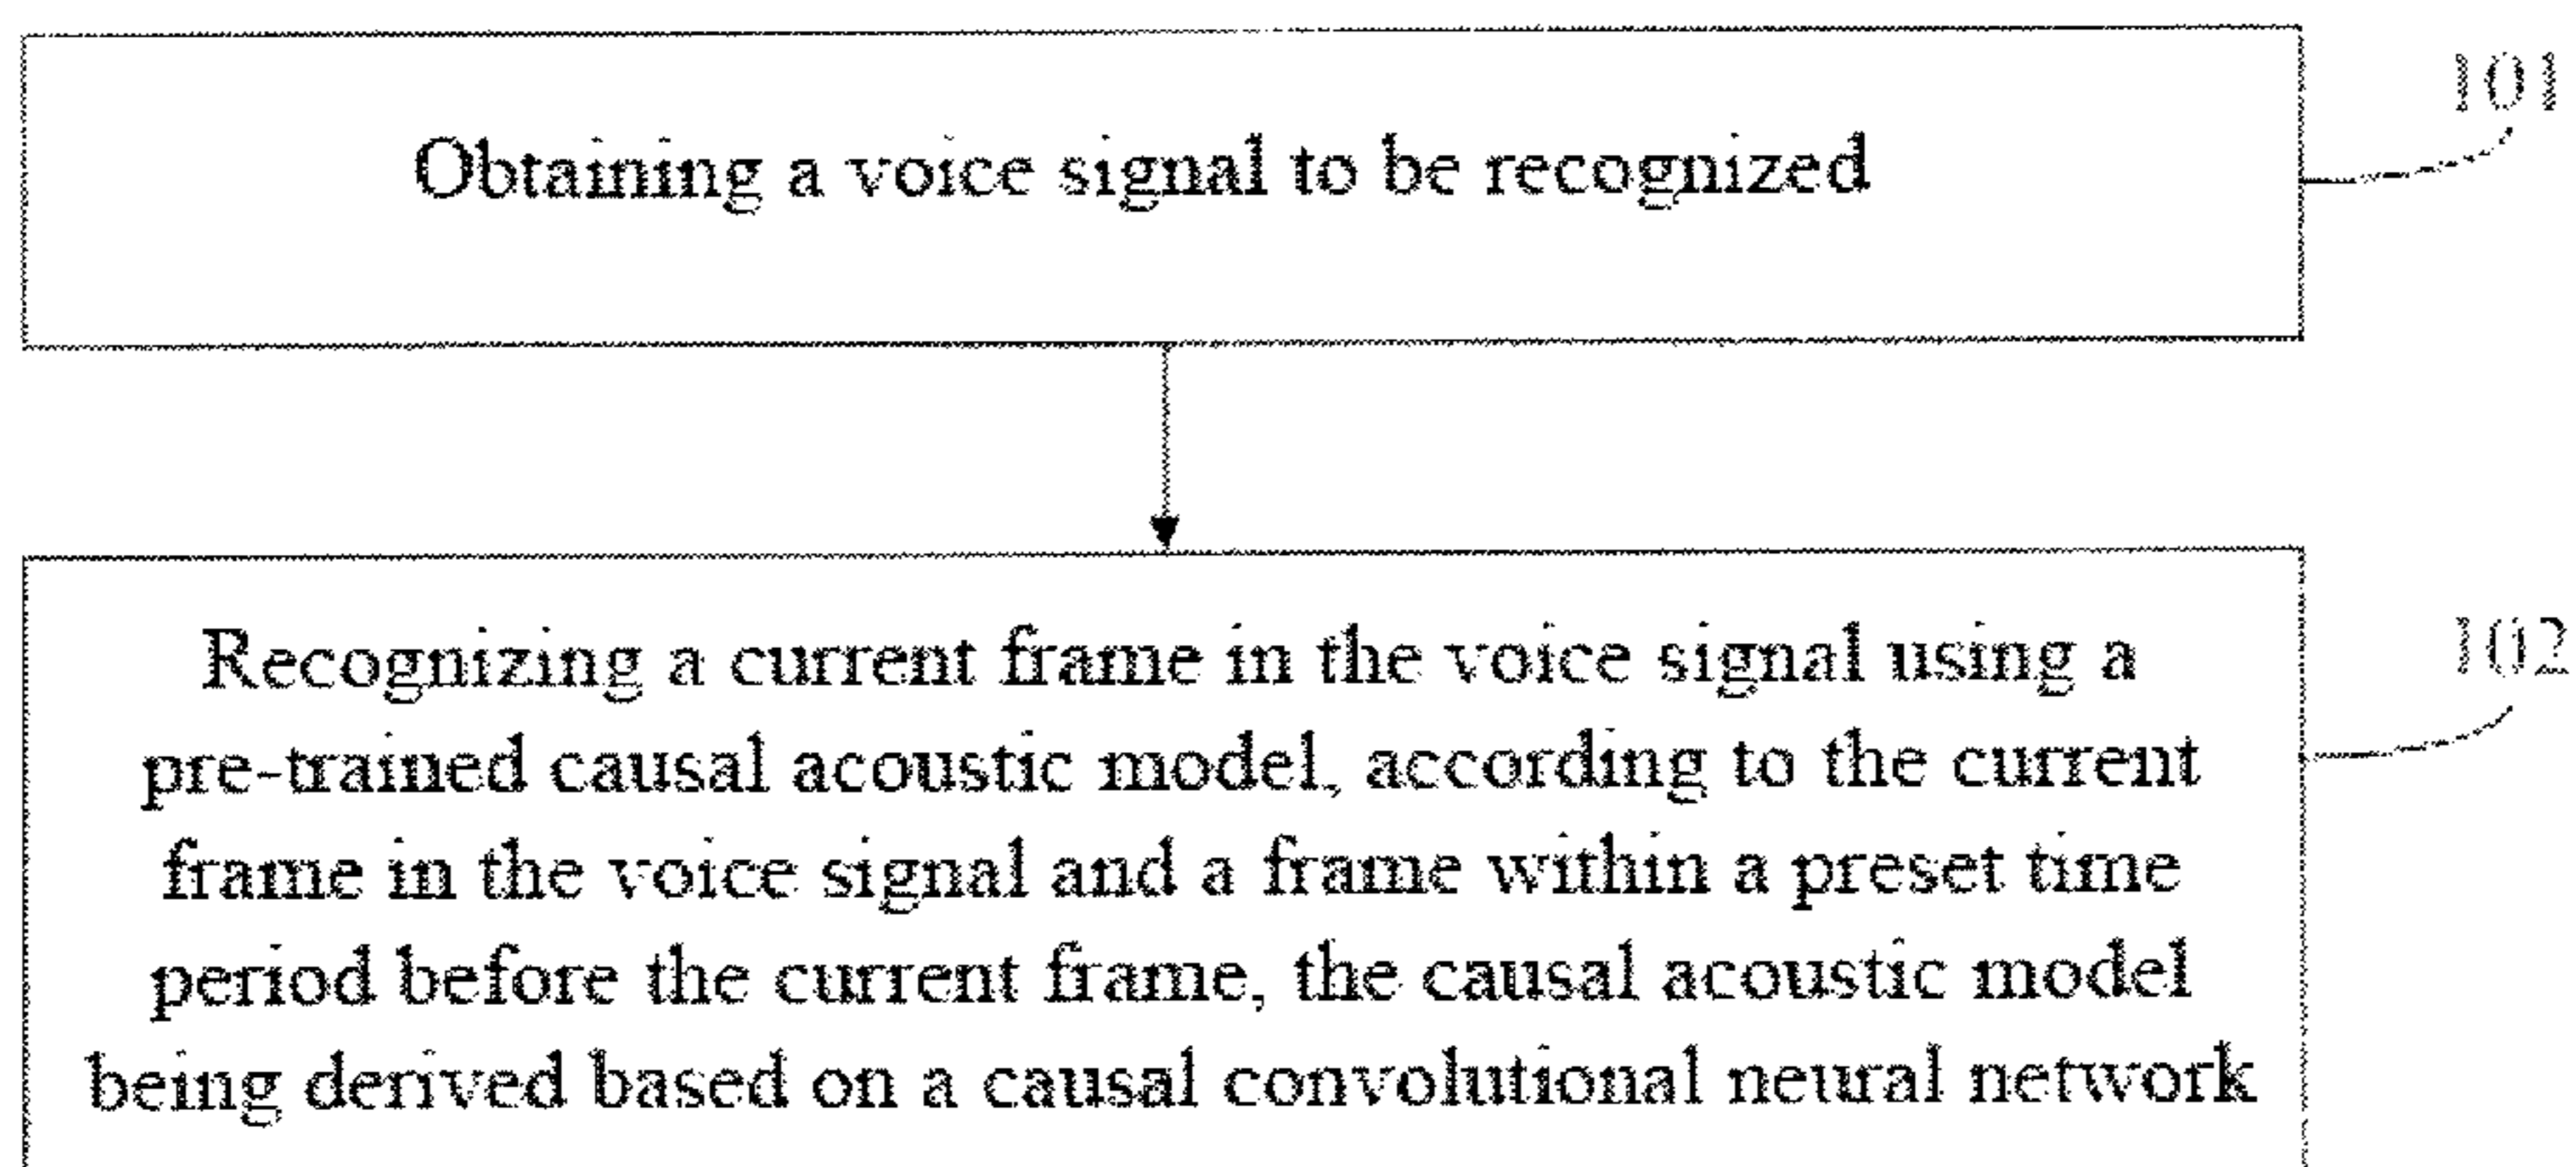 101
Obtaining a voice signal to be recognized
102
Recognizing a current frame in the voice signal using a
pre-trained causal acoustic model, according to the current
frame in the voice signal and a frame within a preset time
period before the current frame, the causal acoustic model
being derived based on a causal convolutional neural network